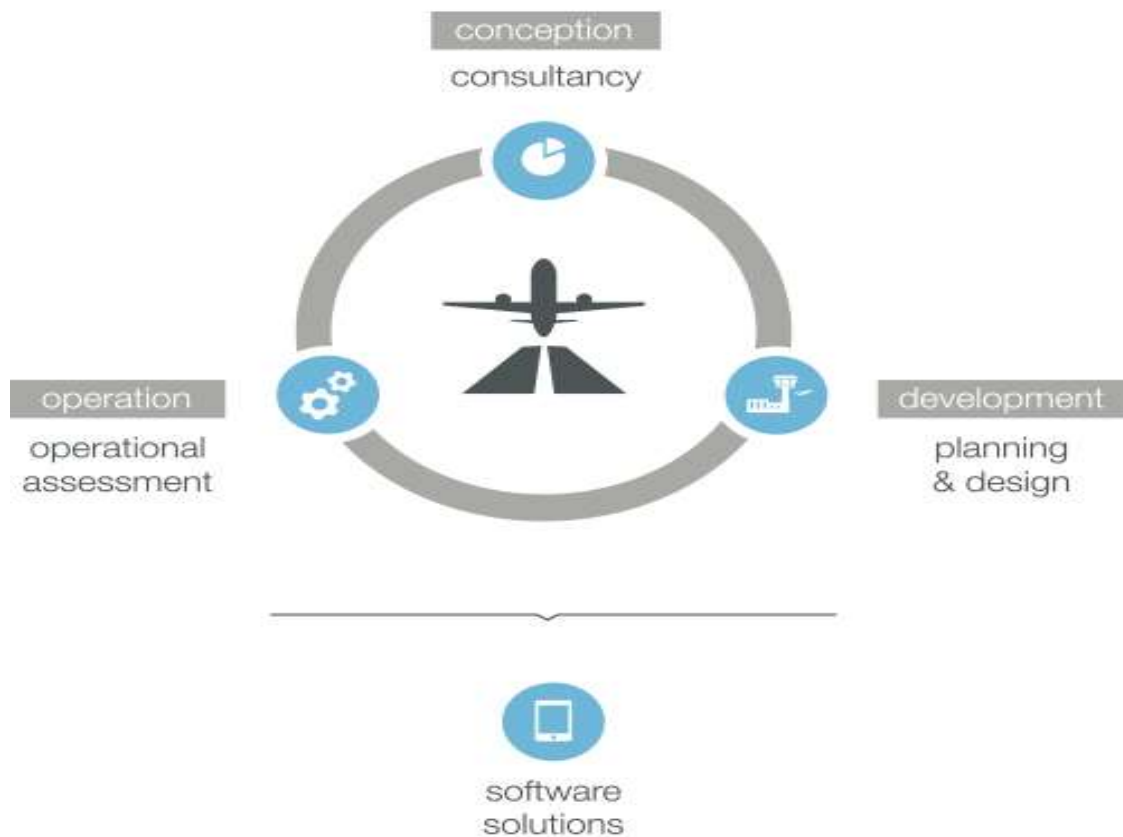 conception
consultancy
operation
operational
assessment
development
planning
& design
software
solutions